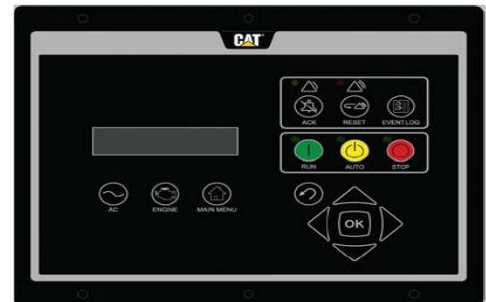 CAT
ACK RESET EVENT LOG
RUN AUTO STOP
AC ENGINE MAIN MENU
OK